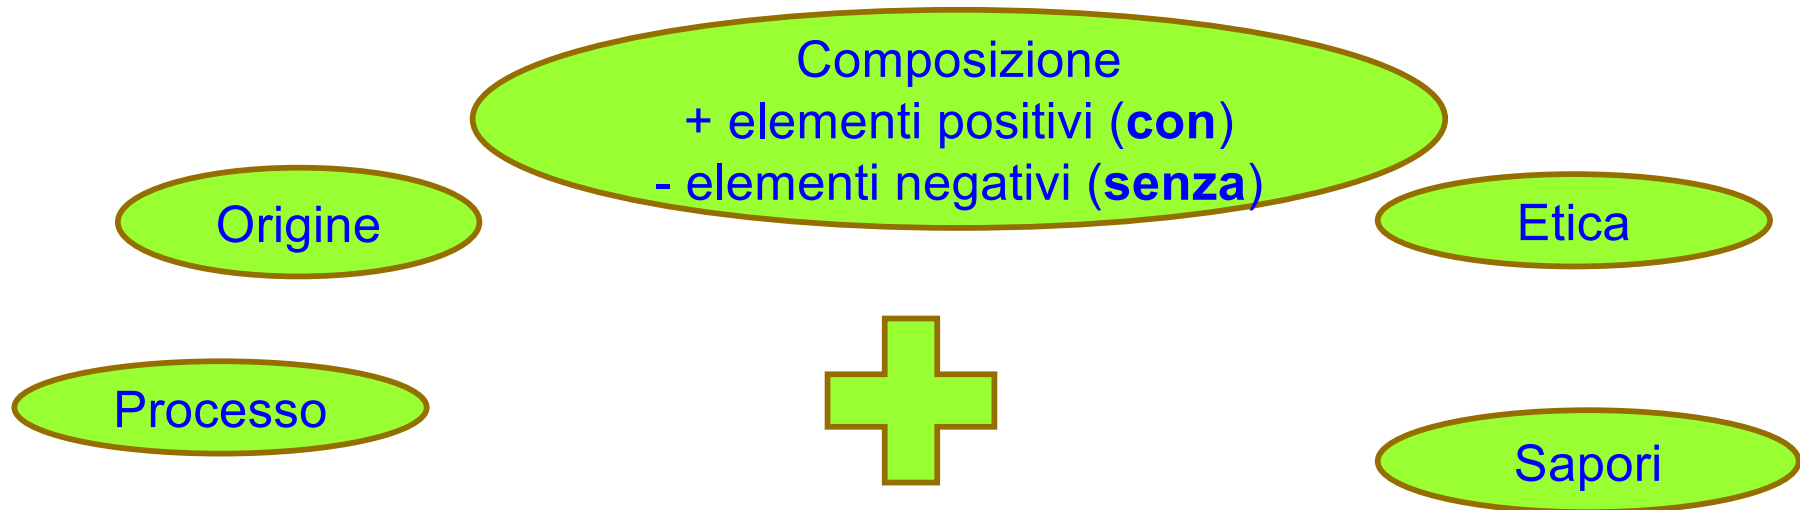 Composizione
+ elementi positivi (con)
- elementi negativi (senza)
Origine
Etica
Processo
Sapori